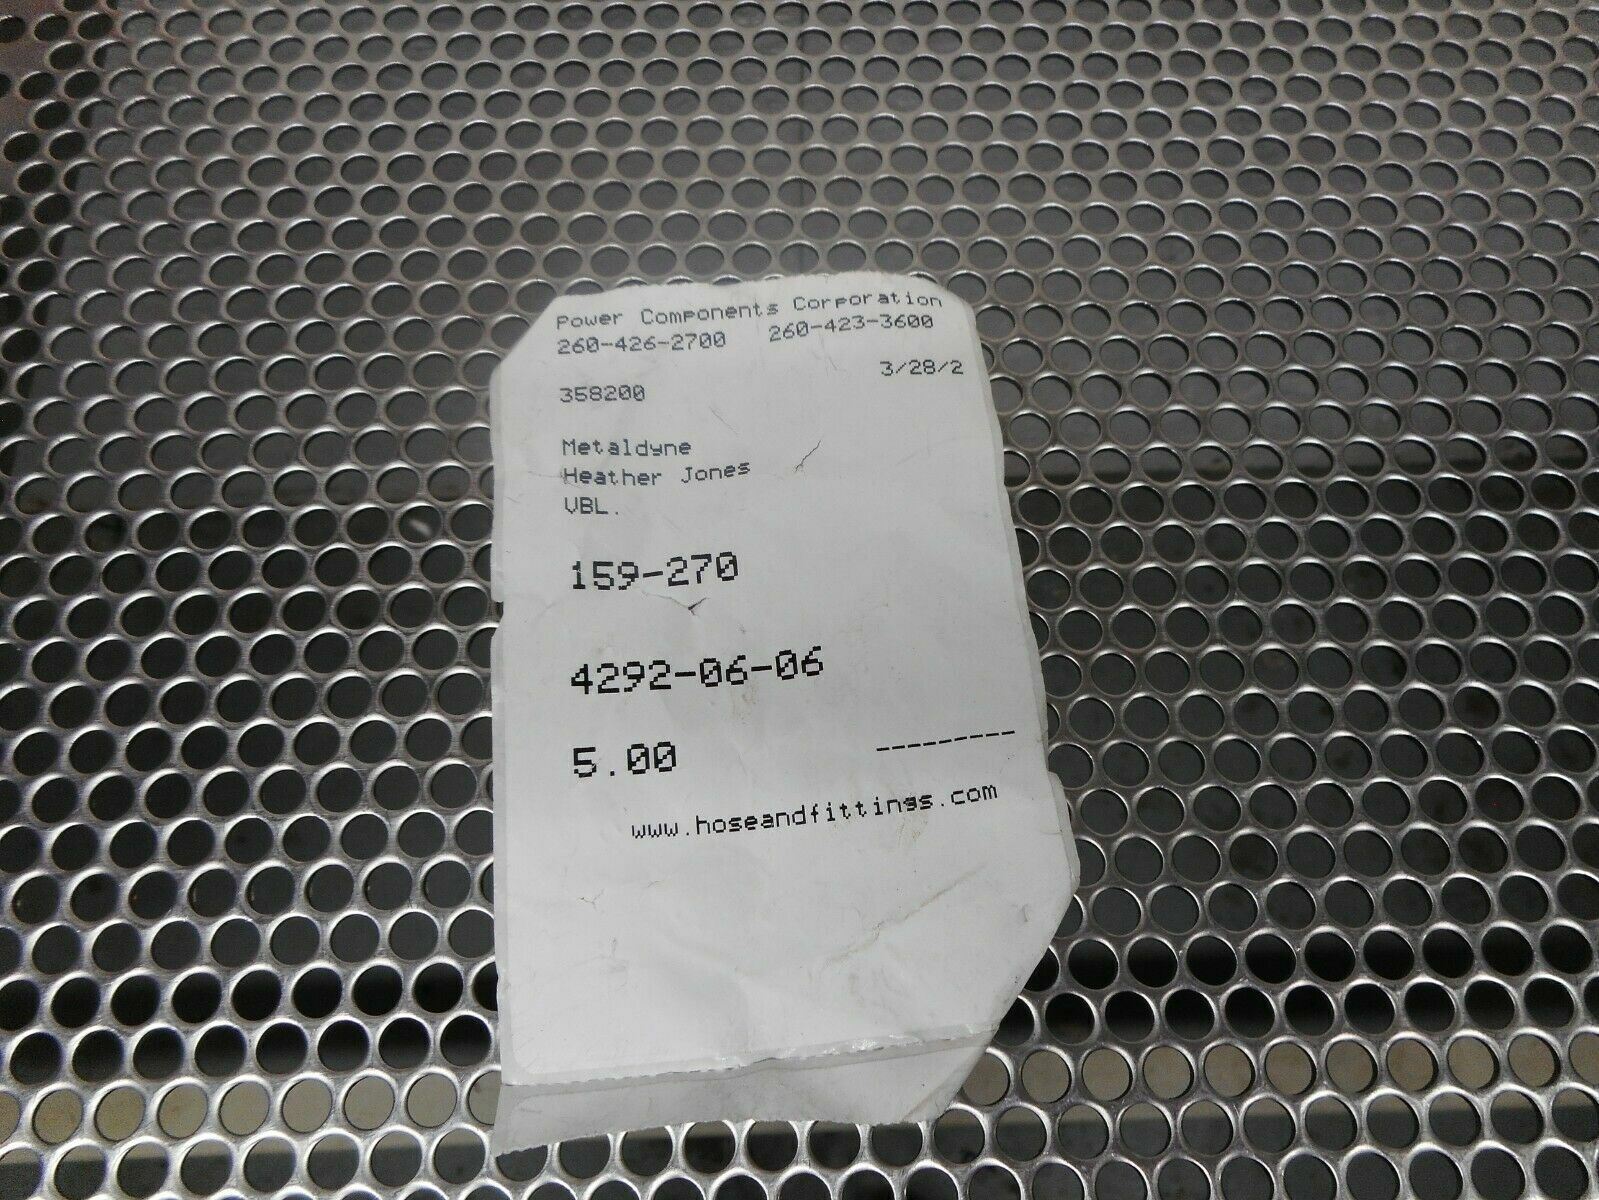 Power Components Corporation
260-426-2700 260-423-3600
3/28/2
358200
Metaldyne
Heather Jones
VBL.
159-270
4292-06-06
5.00 ---------
www.hoseandfittings.com